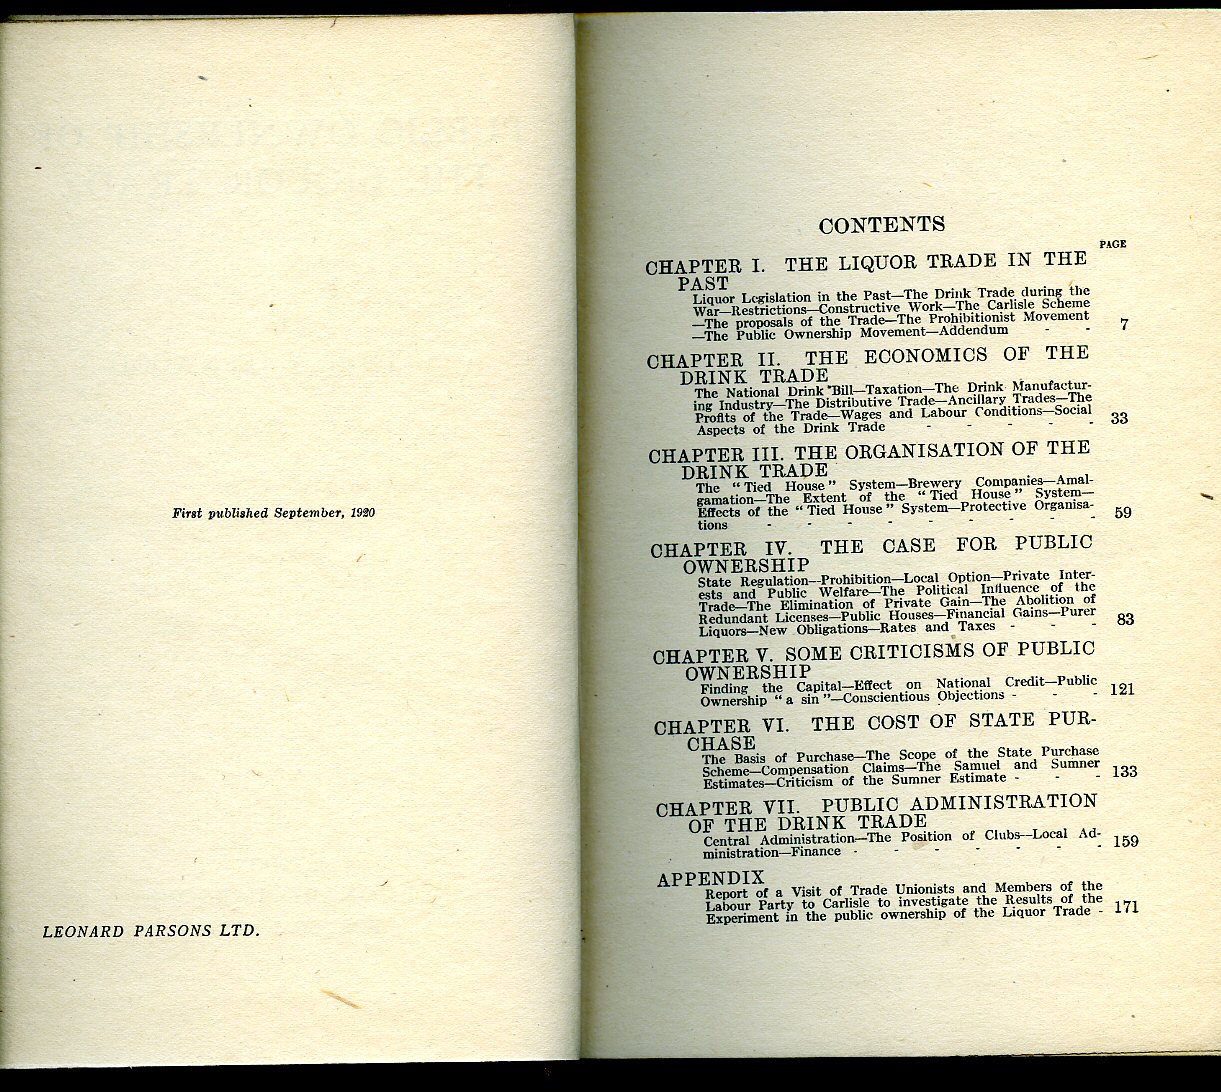 First published September, 1920
LEONARD PARSONS LTD.
CONTENTS
PAGE
CHAPTER I. THE LIQUOR TRADE IN THE
PAST
Liquor Legislation in the Past—The Drink Trade during the
War—Restrictions—Constructive Work—The Carlisle Scheme
—The proposals of the Trade—The Prohibitionist Movement
—The Public Ownership Movement—Addendum - - 7
CHAPTER II. THE ECONOMICS OF THE
DRINK TRADE
The National Drink Bill—Taxation—The Drink Manufactur-
ing Industry—The Distributive Trade—Ancillary Trades—The
Profits of the Trade—Wages and Labour Conditions—Social
Aspects of the Drink Trade - - - - - 33
CHAPTER III. THE ORGANISATION OF THE
DRINK TRADE
The "Tied House" System—Brewery Companies—Amal-
gamation—The Extent of the "Tied House" System—
Effects of the "Tied House" System—Protective Organisa-
tions - - - - - - - - - 59
CHAPTER IV. THE CASE FOR PUBLIC
OWNERSHIP
State Regulation—Prohibition—Local Option—Private Inter-
ests and Public Welfare—The Political Influence of the
Trade—The Elimination of Private Gain—The Abolition of
Redundant Licenses—Public Houses—Financial Gains—Purer
Liquors—New Obligations—Rates and Taxes - - - 83
CHAPTER V. SOME CRITICISMS OF PUBLIC
OWNERSHIP
Finding the Capital—Effect on National Credit—Public
Ownership "a sin"—Conscientious Objections - - - 121
CHAPTER VI. THE COST OF STATE PUR-
CHASE
The Basis of Purchase—The Scope of the State Purchase
Scheme—Compensation Claims—The Samuel and Sumner
Estimates—Criticism of the Sumner Estimate - - - 133
CHAPTER VII. PUBLIC ADMINISTRATION
OF THE DRINK TRADE
Central Administration—The Position of Clubs—Local Ad-
ministration—Finance - - - - - - - 159
APPENDIX
Report of a Visit of Trade Unionists and Members of the
Labour Party to Carlisle to investigate the Results of the
Experiment in the public ownership of the Liquor Trade - 171